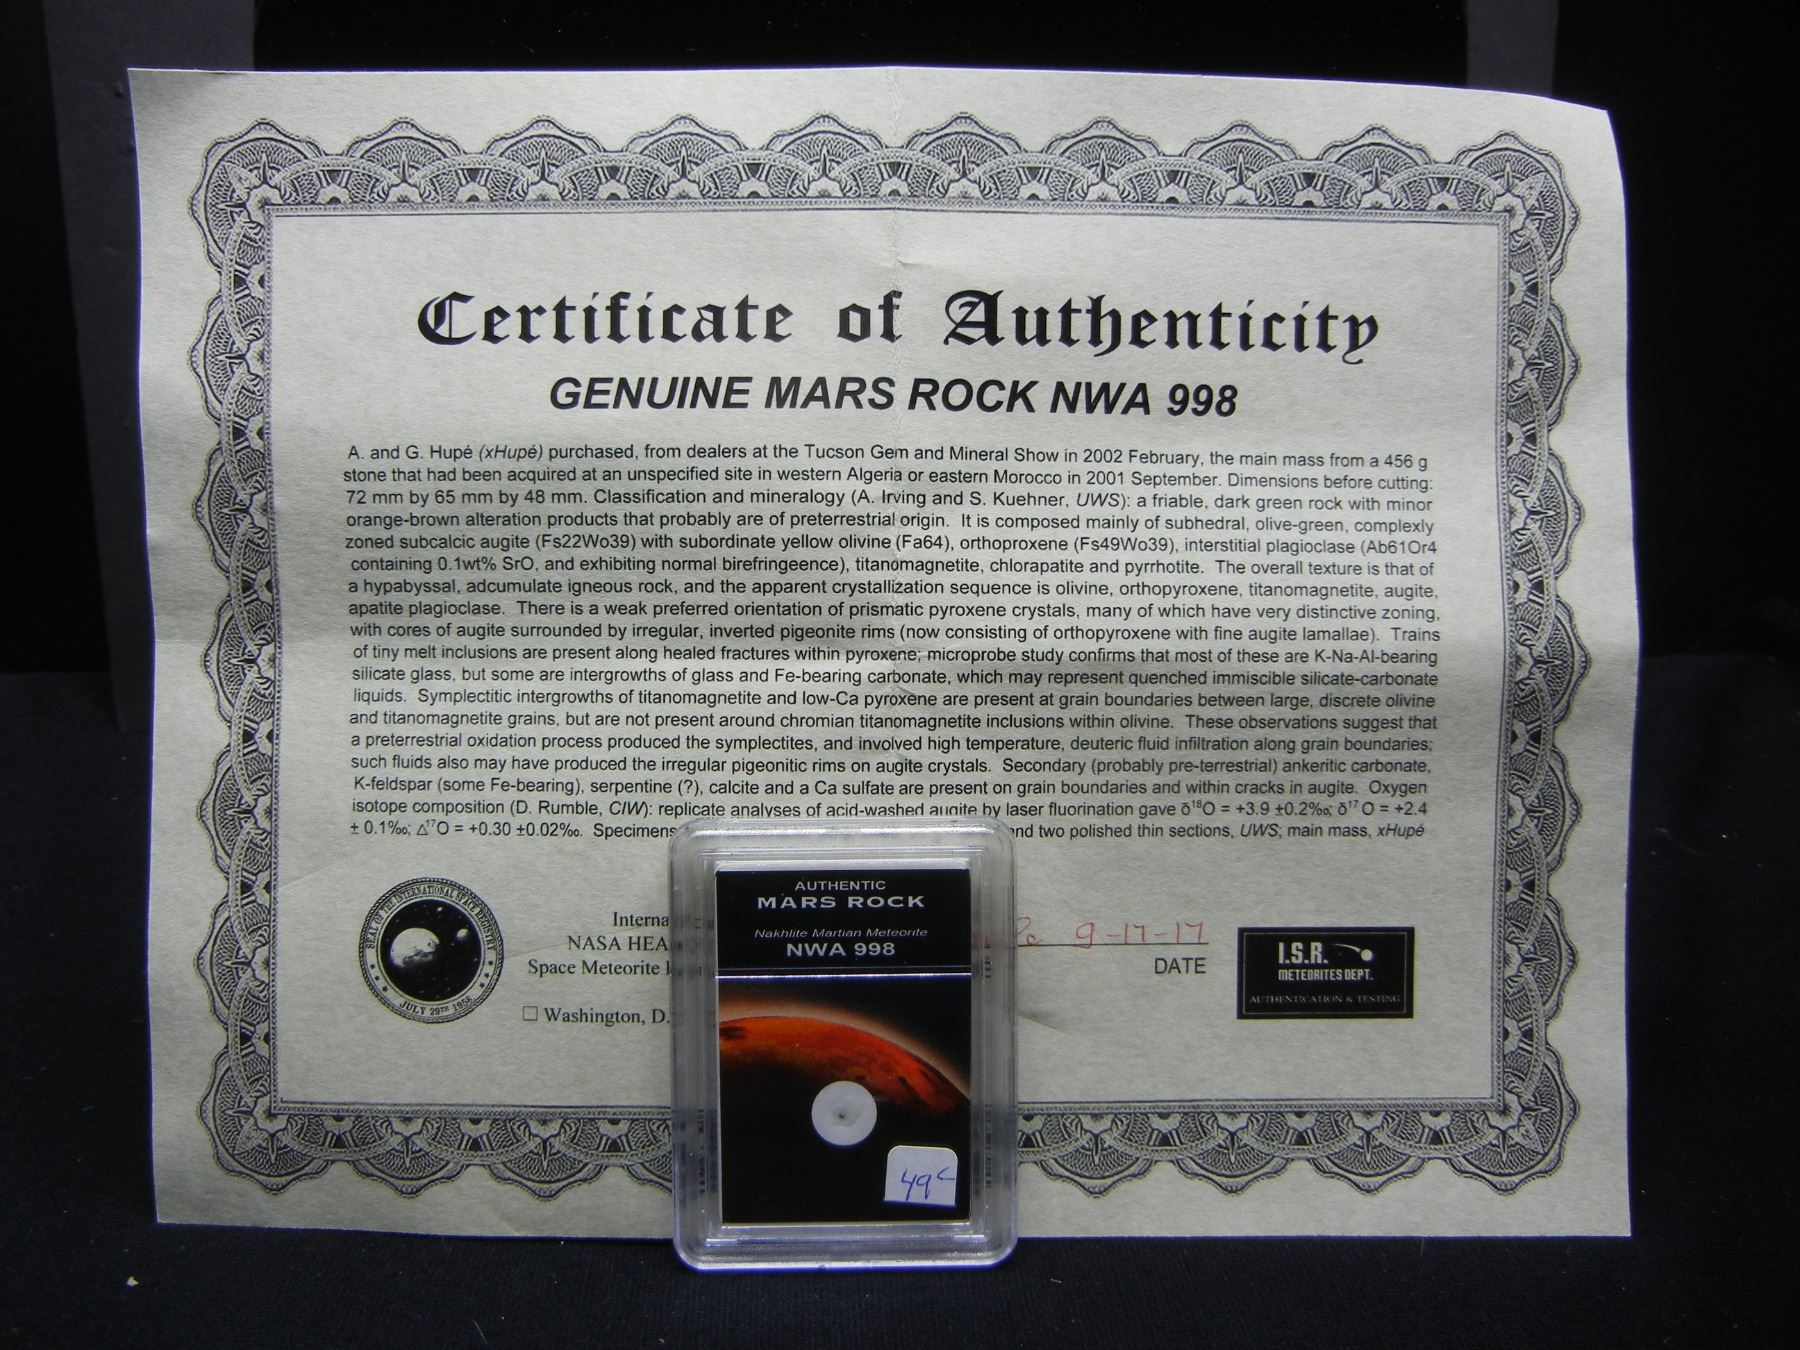 Certificate of Authenticity
GENUINE MARS ROCK NWA 998
A. and G. Hupé (xHupé) purchased, from dealers at the Tucson Gem and Mineral Show in 2002 February, the main mass from a 456 g
stone that had been acquired at an unspecified site in western Algeria or eastern Morocco in 2001 September. Dimensions before cutting:
72 mm by 65 mm by 48 mm. Classification and mineralogy (A. Irving and S. Kuehner, UWS): a friable, dark green rock with minor
orange-brown alteration products that probably are of preterrestrial origin. It is composed mainly of subhedral, olive-green, complexly
zoned subcalcic augite (Fs22Wo39) with subordinate yellow olivine (Fa64), orthoproxene (Fs49Wo39), interstitial plagioclase (Ab61Or4
containing 0.1wt% SrO, and exhibiting normal birefringeence), titanomagnetite, chlorapatite and pyrrhotite. The overall texture is that of
a hypabyssal, adcumulate igneous rock, and the apparent crystallization sequence is olivine, orthopyroxene, titanomagnetite, augite,
apatite plagioclase. There is a weak preferred orientation of prismatic pyroxene crystals, many of which have very distinctive zoning,
with cores of augite surrounded by irregular, inverted pigeonite rims (now consisting of orthopyroxene with fine augite lamallae). Trains
of tiny melt inclusions are present along healed fractures within pyroxene; microprobe study confirms that most of these are K-Na-Al-bearing
silicate glass, but some are intergrowths of glass and Fe-bearing carbonate, which may represent quenched immiscible silicate-carbonate
liquids. Symplectitic intergrowths of titanomagnetite and low-Ca pyroxene are present at grain boundaries between large, discrete olivine
and titanomagnetite grains, but are not present around chromian titanomagnetite inclusions within olivine. These observations suggest that
a preterrestrial oxidation process produced the symplectites, and involved high temperature, deuteric fluid infiltration along grain boundaries;
such fluids also may have produced the irregular pigeonitic rims on augite crystals. Secondary (probably pre-terrestrial) ankeritic carbonate,
K-feldspar (some Fe-bearing), serpentine (?), calcite and a Ca sulfate are present on grain boundaries and within cracks in augite. Oxygen
isotope composition (D. Rumble, CIW): replicate analyses of acid-washed augite by laser fluorination gave δ¹⁸O = +3.9 ±0.2‰; δ¹⁷ O = +2.4
± 0.1‰; Δ¹⁷O = +0.30 ±0.02‰. Specimens and two polished thin sections, UWS; main mass, xHupé
SEAL OF THE INTERNATIONAL SPACE REGISTRY
JULY 29TH 1958
Interna
NASA HEA
Space Meteorite
Washington, D.
9-17-17
DATE
I.S.R.
METEORITES DEPT.
AUTHENTICATION & TESTING
AUTHENTIC
MARS ROCK
Nakhlite Martian Meteorite
NWA 998
49c